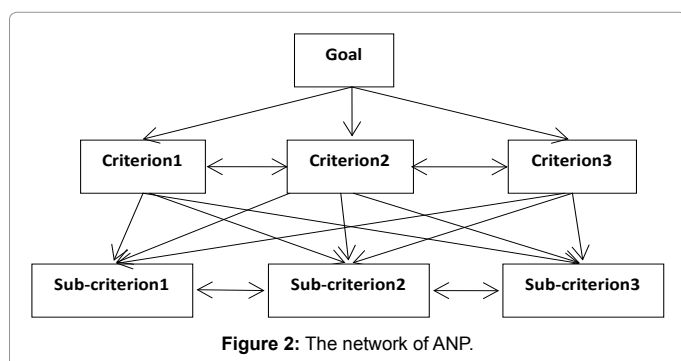 Goal
Criterion1
Criterion2
Criterion3
Sub-criterion1
Sub-criterion2
Sub-criterion3
Figure 2: The network of ANP.